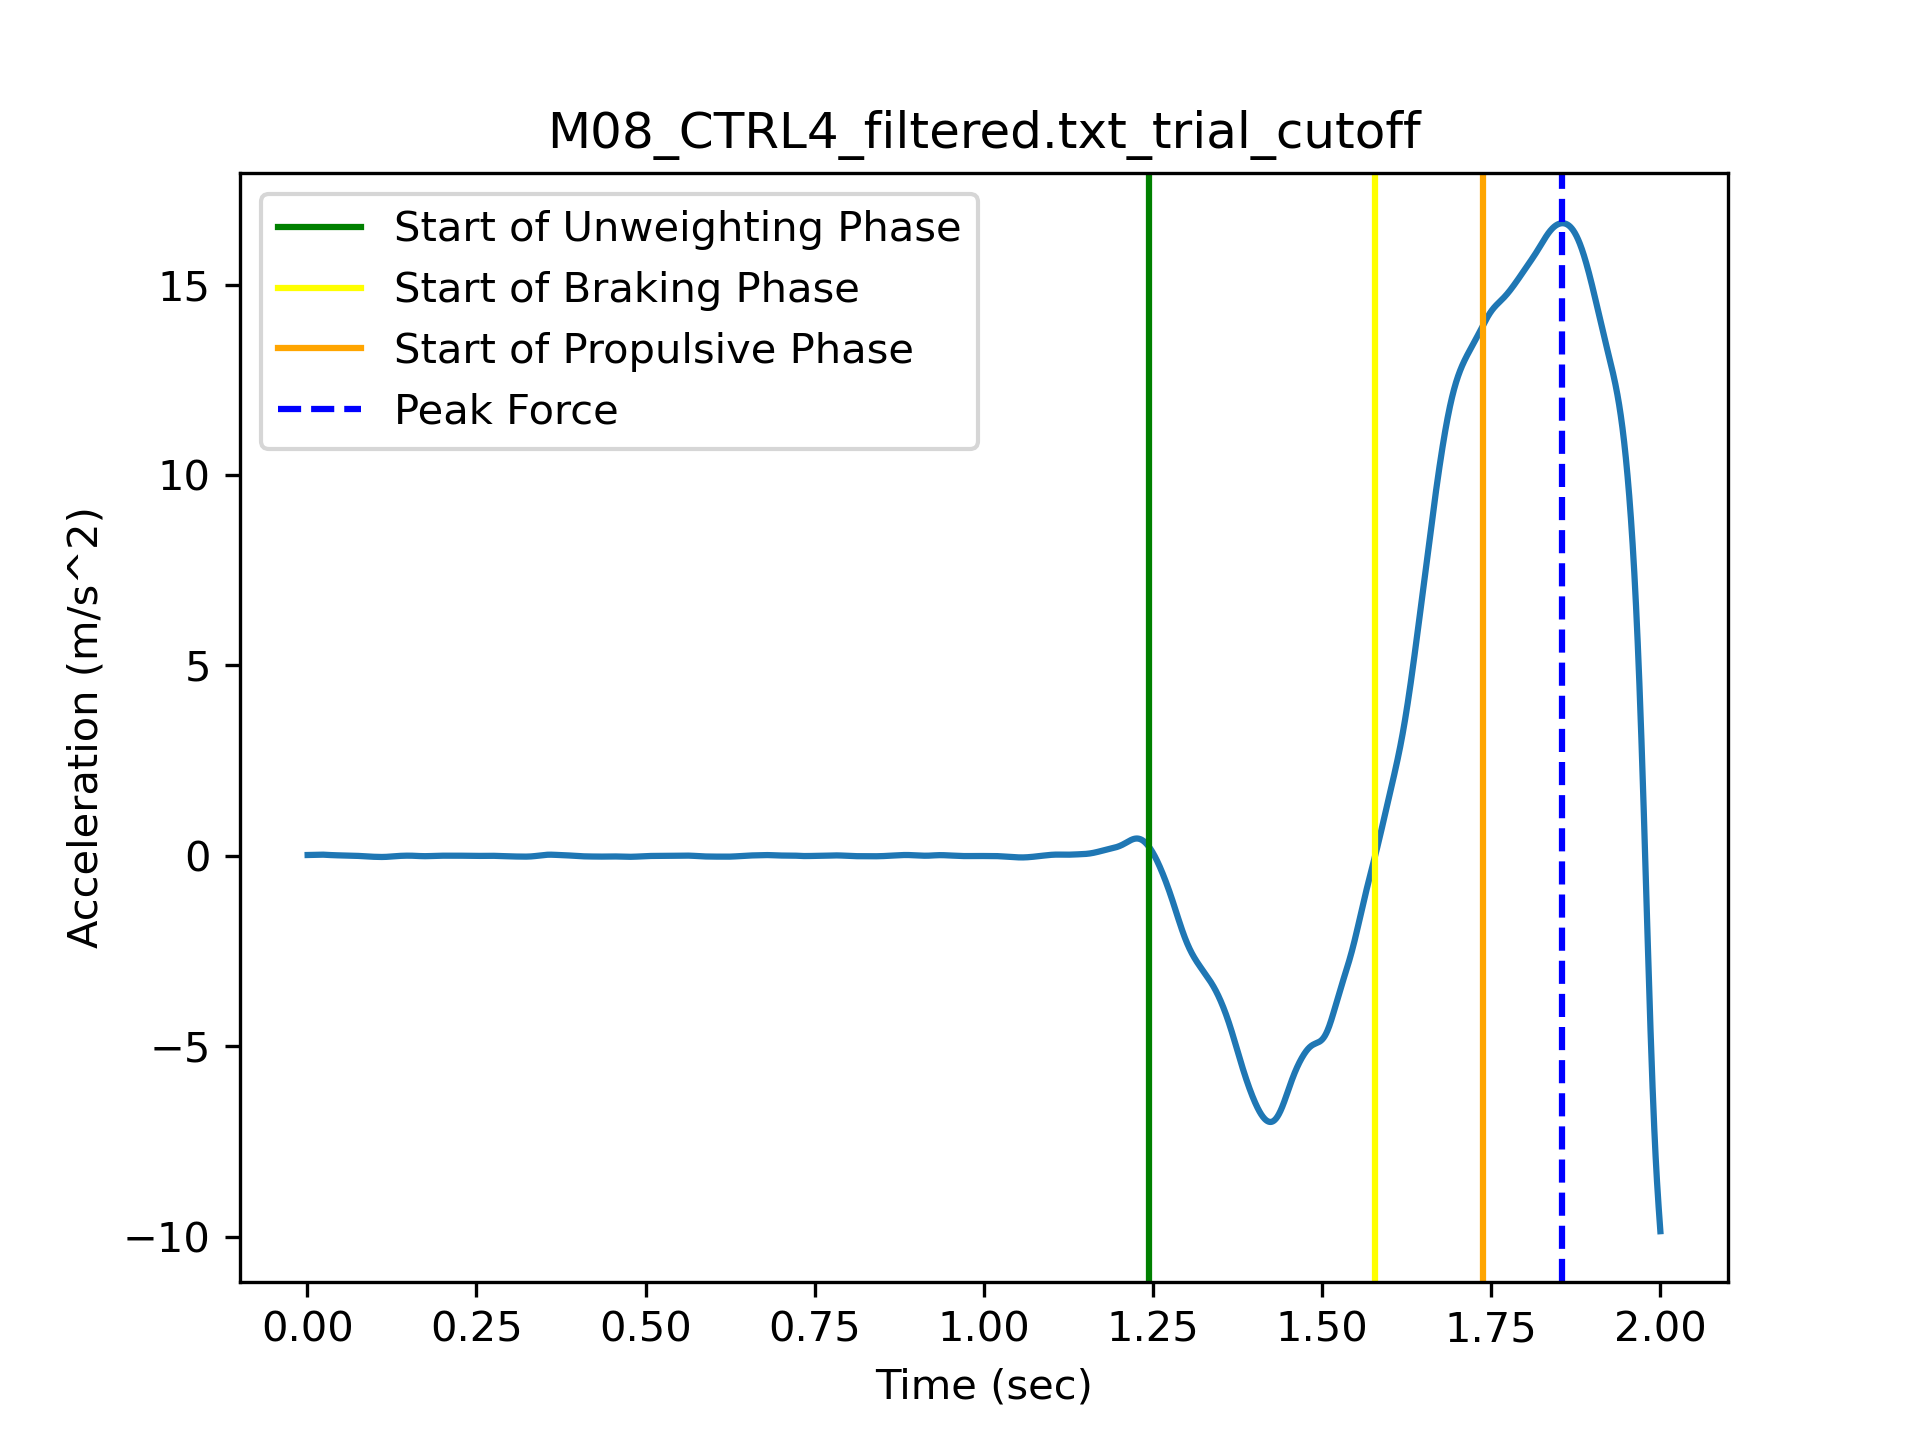 M08_CTRL4_filtered.txt_trial_cutoff
Start of Unweighting Phase
Start of Braking Phase
Start of Propulsive Phase
Peak Force
Acceleration (m/s^2)
15
10
5
0
−5
−10
0.00 0.25 0.50 0.75 1.00 1.25 1.50 1.75 2.00
Time (sec)